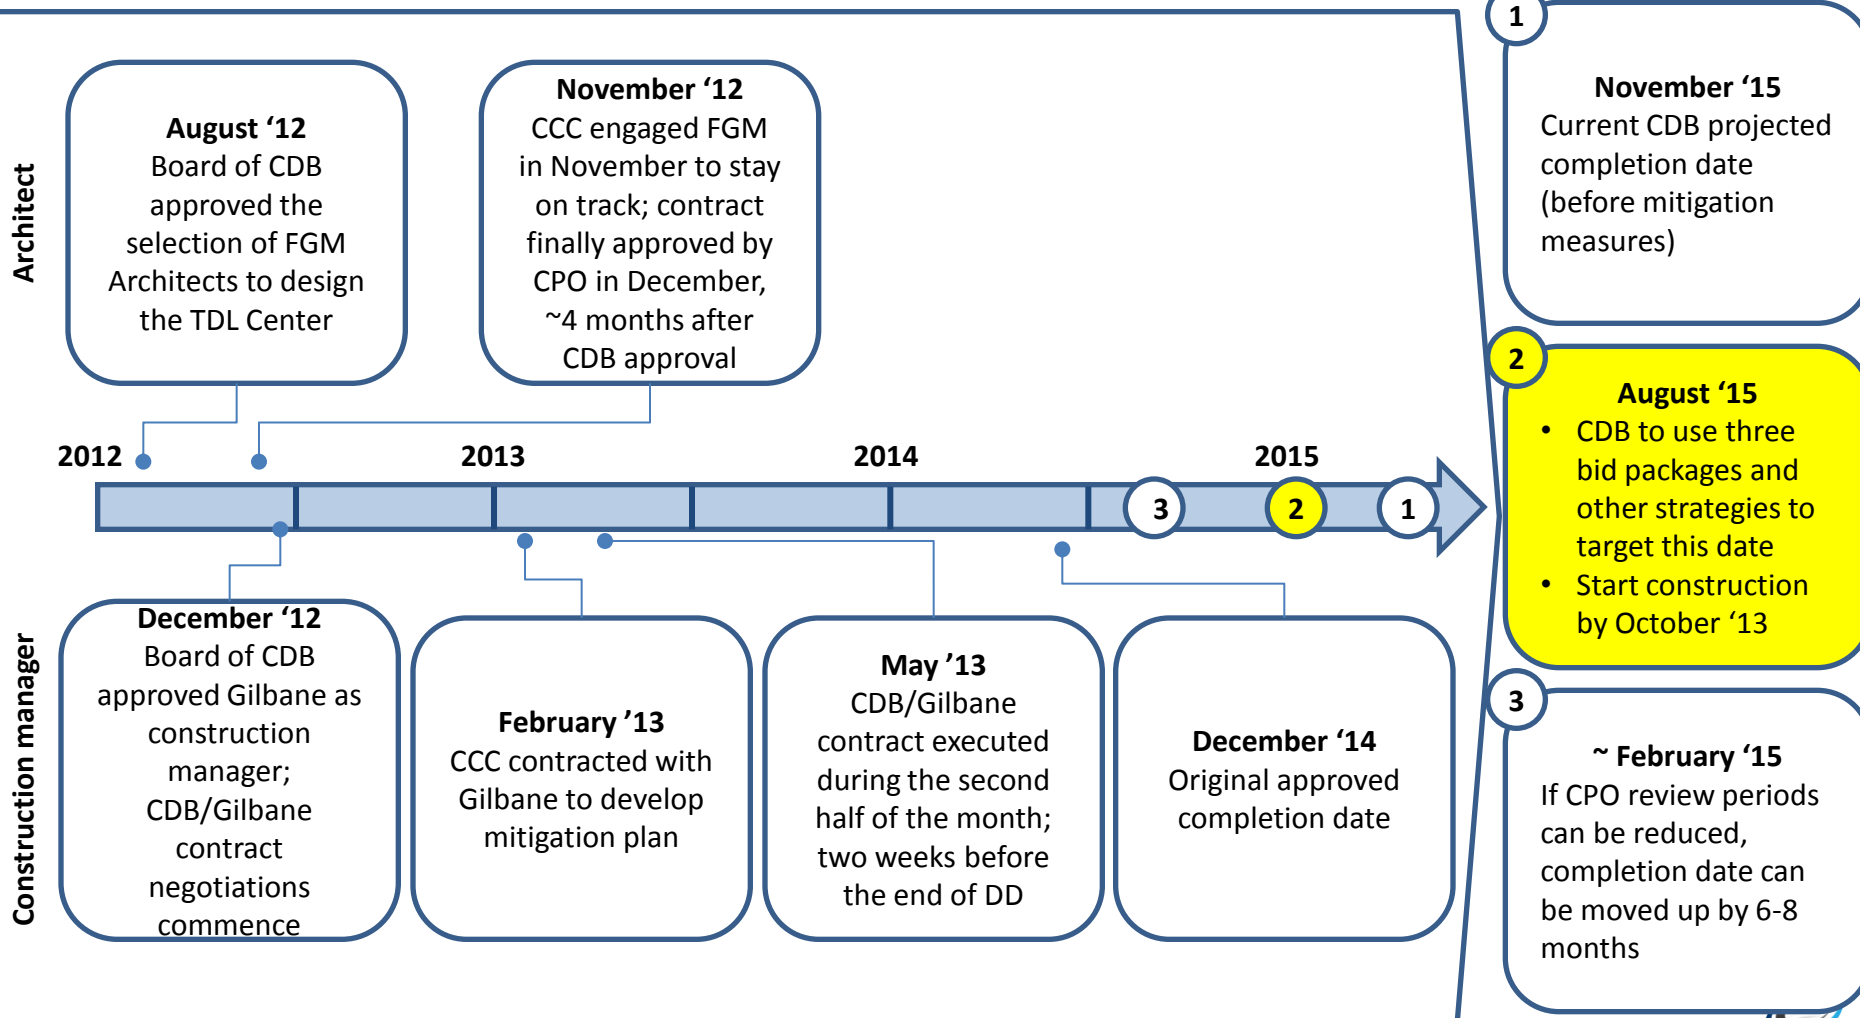 Architect
August ‘12
Board of CDB
approved the
selection of FGM
Architects to design
the TDL Center
November ‘12
CCC engaged FGM
in November to stay
on track; contract
finally approved by
CPO in December,
~4 months after
CDB approval
2012
2013
2014
2015
3
2
1
Construction manager
December ‘12
Board of CDB
approved Gilbane as
construction
manager;
CDB/Gilbane
contract
negotiations
commence
February ’13
CCC contracted with
Gilbane to develop
mitigation plan
May ’13
CDB/Gilbane
contract executed
during the second
half of the month;
two weeks before
the end of DD
December ‘14
Original approved
completion date
1
November ‘15
Current CDB projected
completion date
(before mitigation
measures)
2
August ‘15
• CDB to use three
bid packages and
other strategies to
target this date
• Start construction
by October ‘13
3
~ February ‘15
If CPO review periods
can be reduced,
completion date can
be moved up by 6-8
months